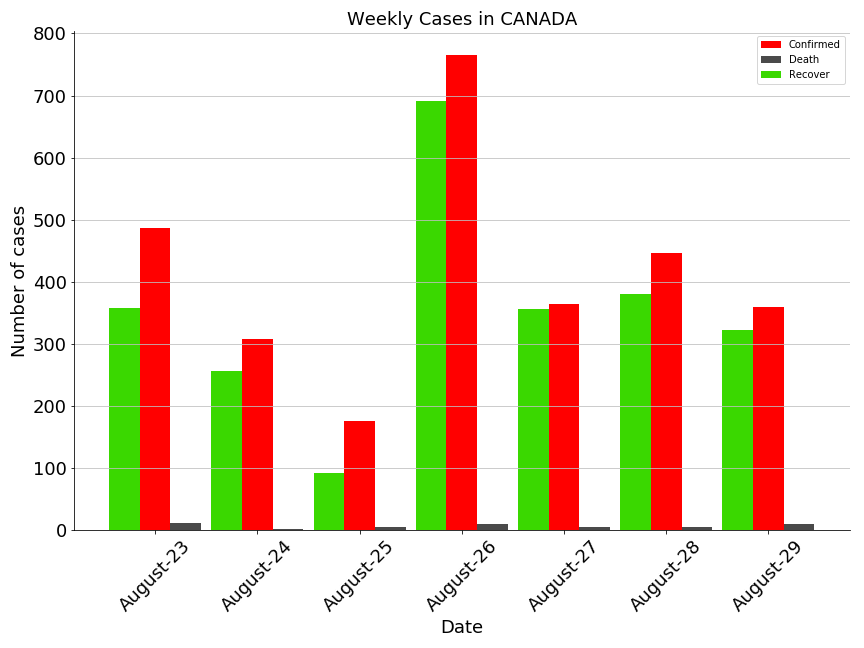 Weekly Cases in CANADA
Confirmed
Death
Recover
Number of cases
800
700
600
500
400
300
200
100
0
August-23
August-24
August-25
August-26
August-27
August-28
August-29
Date